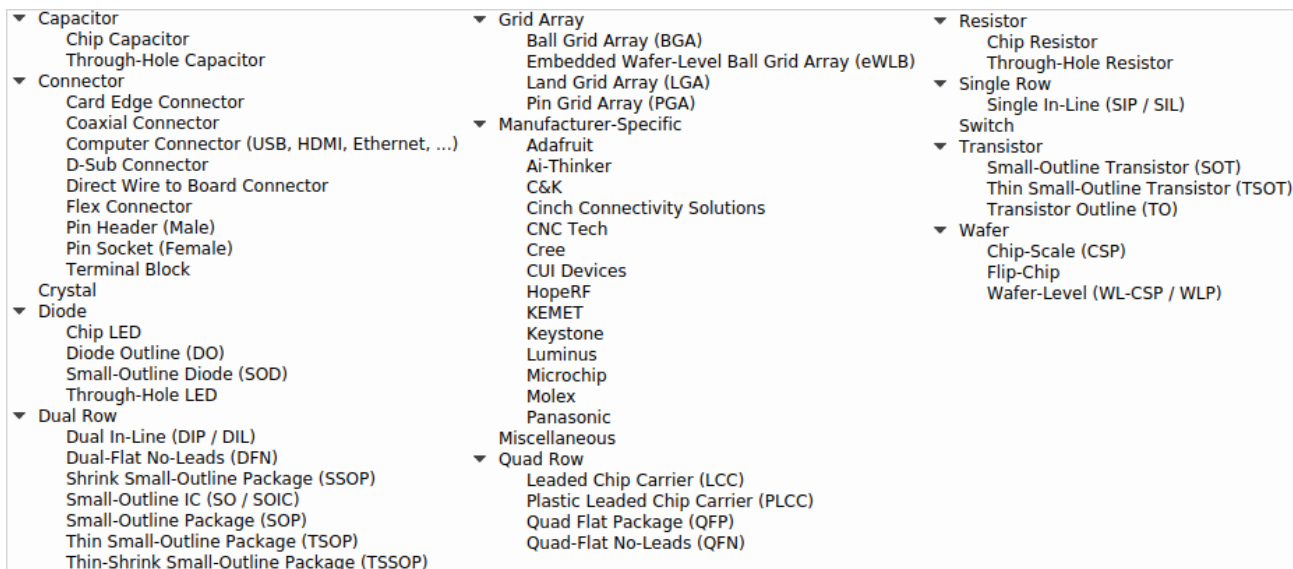 Capacitor
Chip Capacitor
Through-Hole Capacitor
Connector
Card Edge Connector
Coaxial Connector
Computer Connector (USB, HDMI, Ethernet, ...)
D-Sub Connector
Direct Wire to Board Connector
Flex Connector
Pin Header (Male)
Pin Socket (Female)
Terminal Block
Crystal
Diode
Chip LED
Diode Outline (DO)
Small-Outline Diode (SOD)
Through-Hole LED
Dual Row
Dual In-Line (DIP / DIL)
Dual-Flat No-Leads (DFN)
Shrink Small-Outline Package (SSOP)
Small-Outline IC (SO / SOIC)
Small-Outline Package (SOP)
Thin Small-Outline Package (TSOP)
Thin-Shrink Small-Outline Package (TSSOP)
Grid Array
Ball Grid Array (BGA)
Embedded Wafer-Level Ball Grid Array (eWLB)
Land Grid Array (LGA)
Pin Grid Array (PGA)
Manufacturer-Specific
Adafruit
Ai-Thinker
C&K
Cinch Connectivity Solutions
CNC Tech
Cree
CUI Devices
HopeRF
KEMET
Keystone
Luminus
Microchip
Molex
Panasonic
Miscellaneous
Quad Row
Leaded Chip Carrier (LCC)
Plastic Leaded Chip Carrier (PLCC)
Quad Flat Package (QFP)
Quad-Flat No-Leads (QFN)
Resistor
Chip Resistor
Through-Hole Resistor
Single Row
Single In-Line (SIP / SIL)
Switch
Transistor
Small-Outline Transistor (SOT)
Thin Small-Outline Transistor (TSOT)
Transistor Outline (TO)
Wafer
Chip-Scale (CSP)
Flip-Chip
Wafer-Level (WL-CSP / WLP)